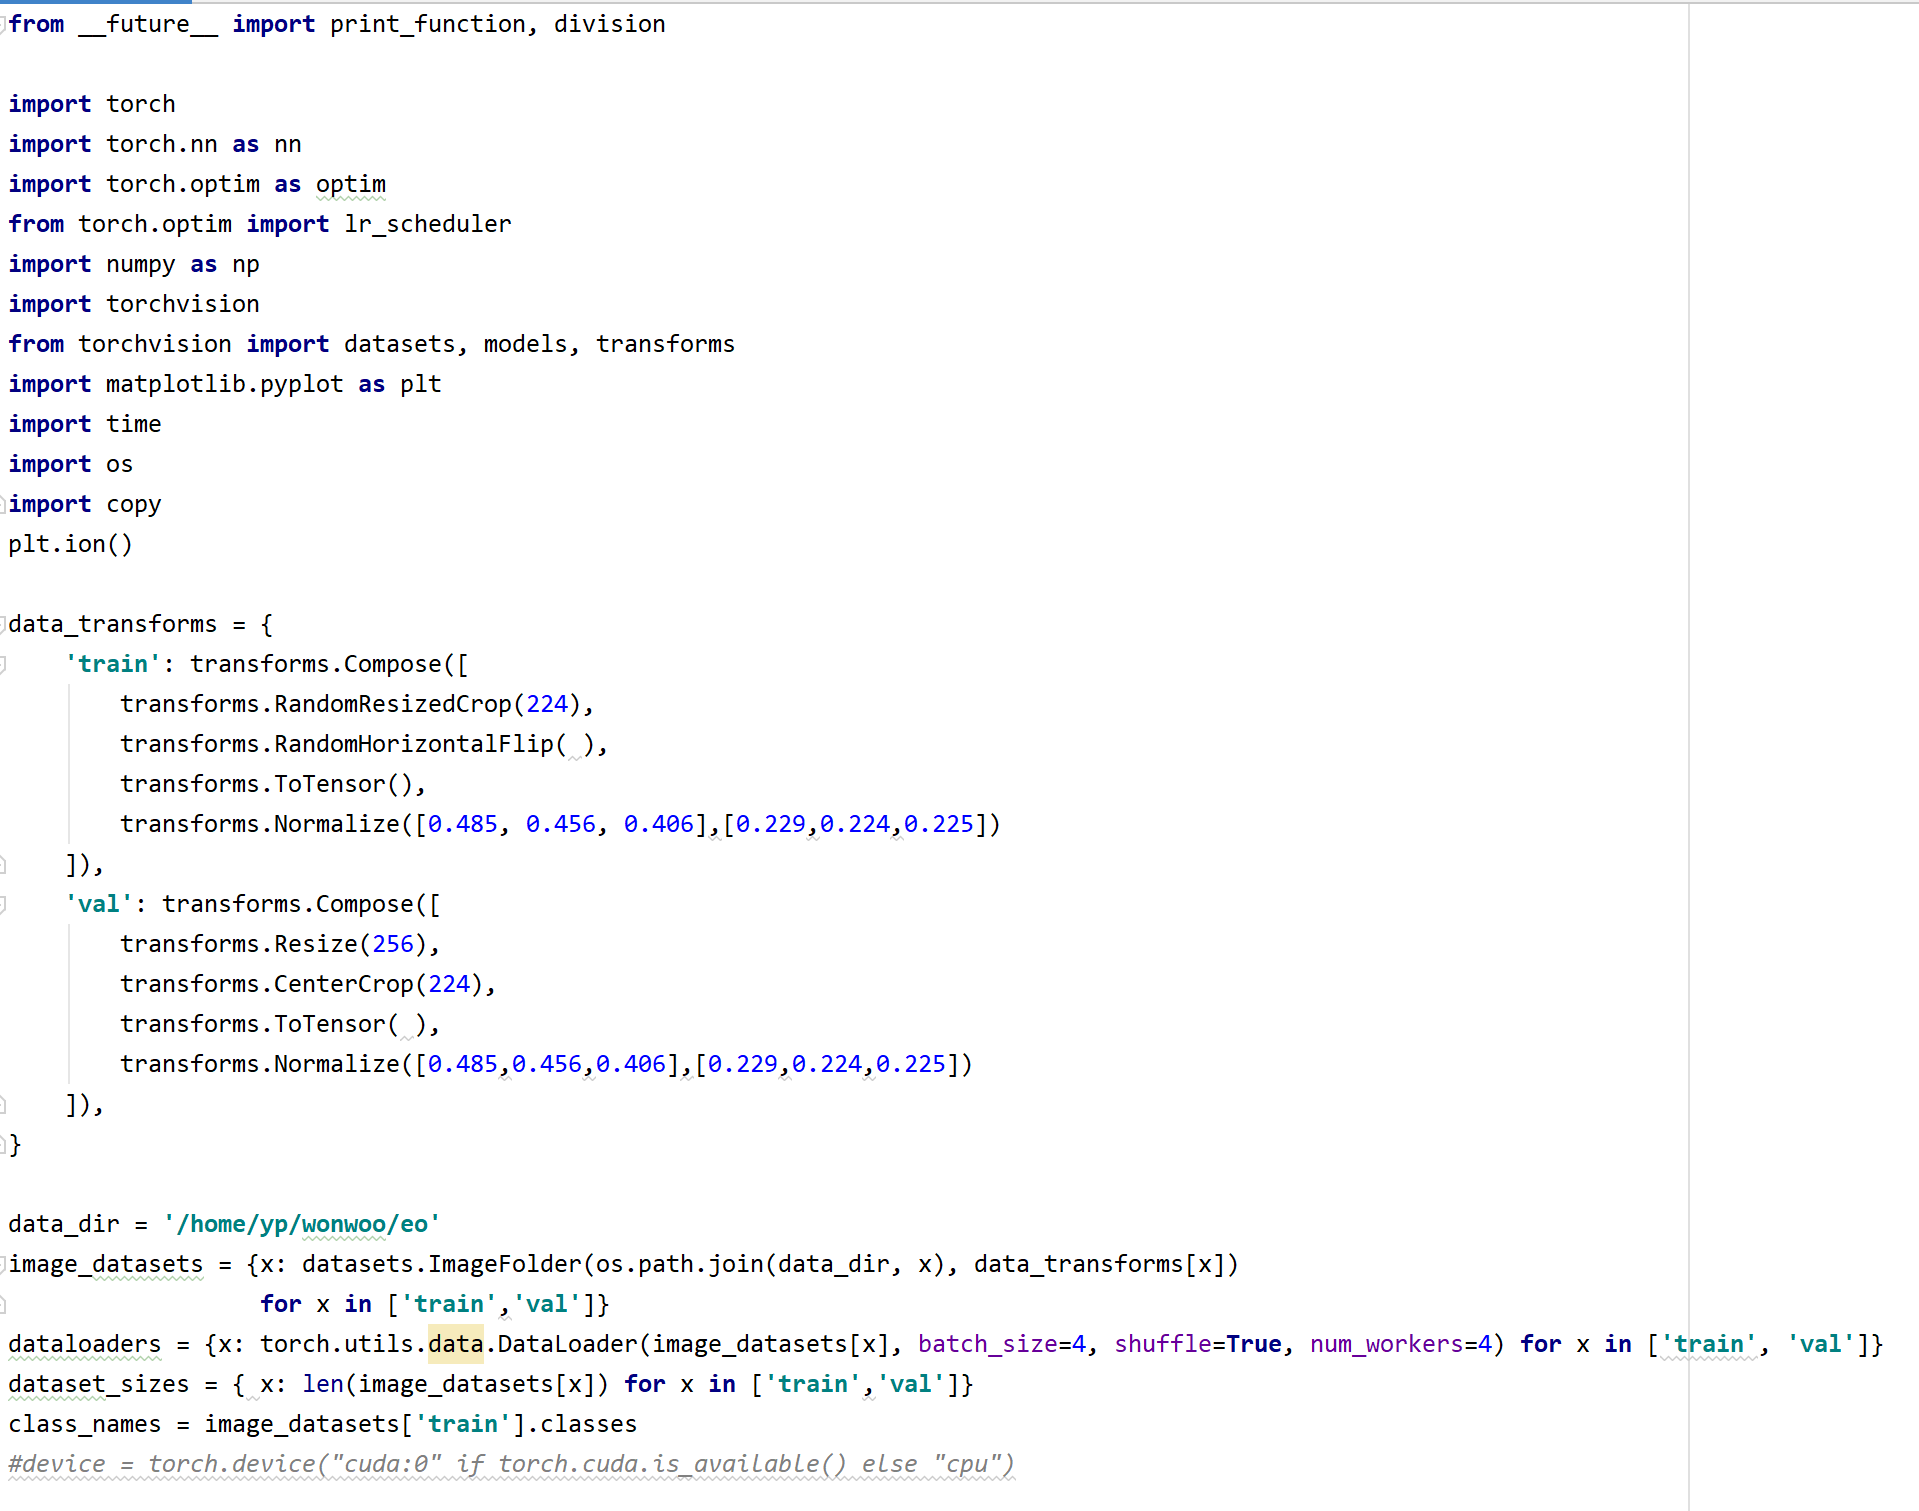 from __future__ import print_function, division
import torch
import torch.nn as nn
import torch.optim as optim
from torch.optim import lr_scheduler
import numpy as np
import torchvision
from torchvision import datasets, models, transforms
import matplotlib.pyplot as plt
import time
import os
import copy
plt.ion()
data_transforms = {
    'train': transforms.Compose([
        transforms.RandomResizedCrop(224),
        transforms.RandomHorizontalFlip( ),
        transforms.ToTensor(),
        transforms.Normalize([0.485, 0.456, 0.406],[0.229,0.224,0.225])
    ]),
    'val': transforms.Compose([
        transforms.Resize(256),
        transforms.CenterCrop(224),
        transforms.ToTensor( ),
        transforms.Normalize([0.485,0.456,0.406],[0.229,0.224,0.225])
    ]),
}
data_dir = '/home/yp/wonwoo/eo'
image_datasets = {x: datasets.ImageFolder(os.path.join(data_dir, x), data_transforms[x])
                  for x in ['train','val']}
dataloaders = {x: torch.utils.data.DataLoader(image_datasets[x], batch_size=4, shuffle=True, num_workers=4) for x in ['train', 'val']}
dataset_sizes = { x: len(image_datasets[x]) for x in ['train','val']}
class_names = image_datasets['train'].classes
#device = torch.device("cuda:0" if torch.cuda.is_available() else "cpu")